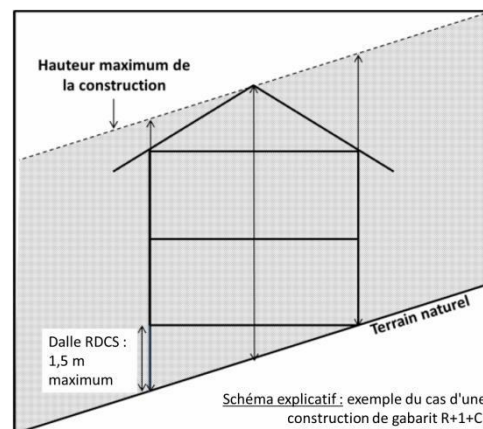 Hauteur maximum de
la construction
Terrain naturel
Dalle RDCS :
1,5 m
maximum
Schéma explicatif : exemple du cas d'une
construction de gabarit R+1+C